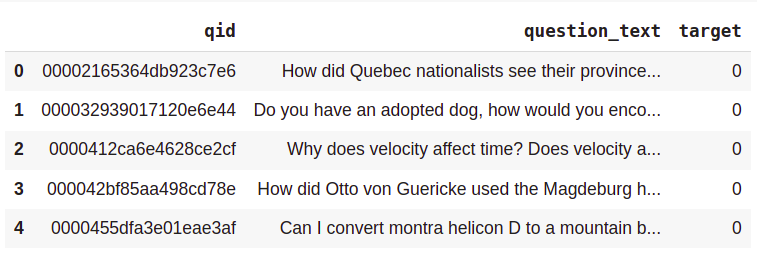 qid question_text target
0 00002165364db923c7e6 How did Quebec nationalists see their province... 0
1 000032939017120e6e44 Do you have an adopted dog, how would you enco... 0
2 0000412ca6e4628ce2cf Why does velocity affect time? Does velocity a... 0
3 000042bf85aa498cd78e How did Otto von Guericke used the Magdeburg h... 0
4 0000455dfa3e01eae3af Can I convert montra helicon D to a mountain b... 0